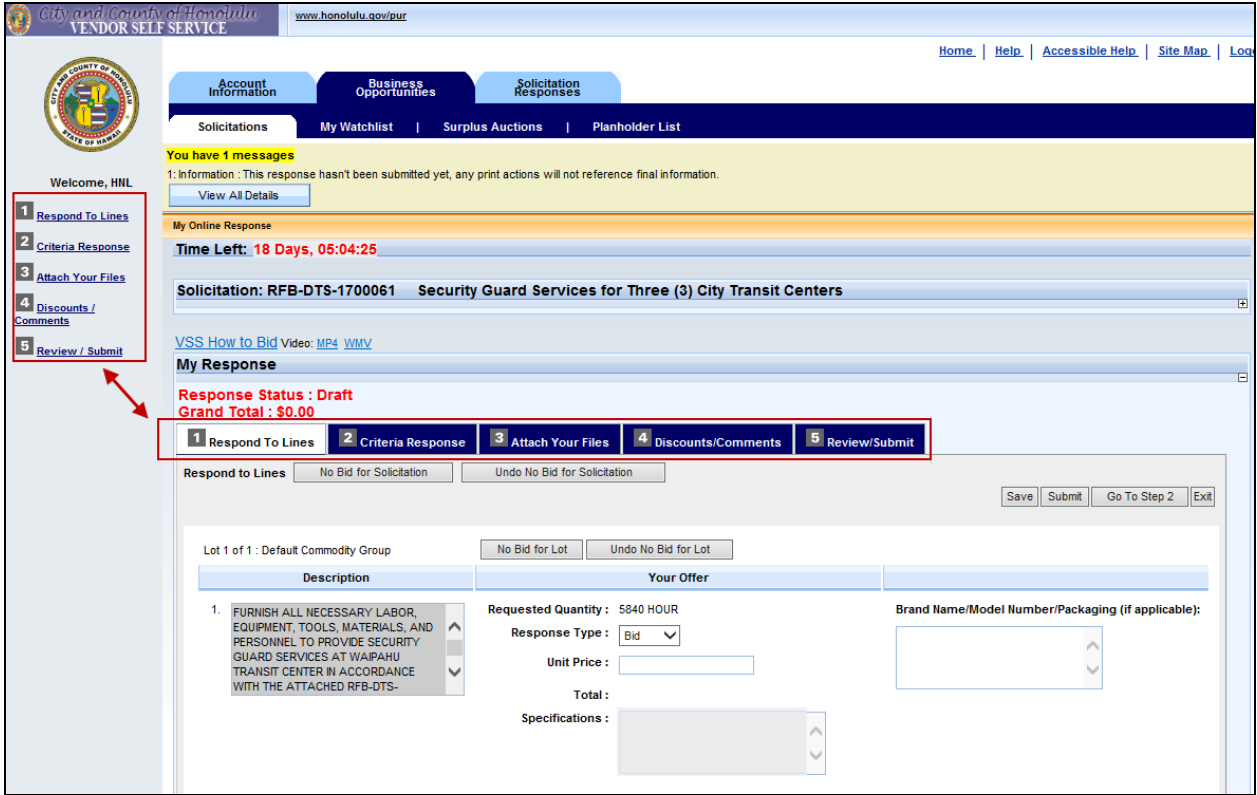 City and County of Honolulu
VENDOR SELF SERVICE
www.honolulu.gov/pur
Home | Help | Accessible Help | Site Map |
CITY AND COUNTY OF HONOLULU
STATE OF HAWAII
Account Information
Business Opportunities
Solicitation Responses
Solicitations My Watchlist | Surplus Auctions | Planholder List
You have 1 messages
1: Information : This response hasn't been submitted yet, any print actions will not reference final information.
View All Details
Welcome, HNL
1 Respond To Lines
2 Criteria Response
3 Attach Your Files
4 Discounts /
Comments
5 Review / Submit
My Online Response
Time Left: 18 Days, 05:04:25
Solicitation: RFB-DTS-1700061 Security Guard Services for Three (3) City Transit Centers
VSS How to Bid Video: MP4 WMV
My Response
Response Status : Draft
Grand Total : $0.00
1 Respond To Lines 2 Criteria Response 3 Attach Your Files 4 Discounts/Comments 5 Review/Submit
Respond to Lines No Bid for Solicitation Undo No Bid for Solicitation
Save Submit Go To Step 2 Exit
Lot 1 of 1 : Default Commodity Group No Bid for Lot Undo No Bid for Lot
Description Your Offer
1. FURNISH ALL NECESSARY LABOR,
EQUIPMENT, TOOLS, MATERIALS, AND
PERSONNEL TO PROVIDE SECURITY
GUARD SERVICES AT WAIPAHU
TRANSIT CENTER IN ACCORDANCE
WITH THE ATTACHED RFB-DTS-
Requested Quantity : 5840 HOUR
Response Type : Bid
Unit Price :
Total :
Specifications :
Brand Name/Model Number/Packaging (if applicable):